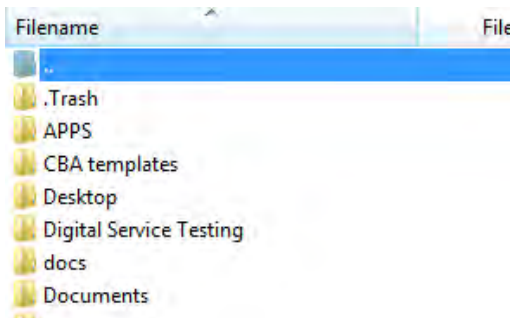 Filename File
..
.Trash
APPS
CBA templates
Desktop
Digital Service Testing
docs
Documents